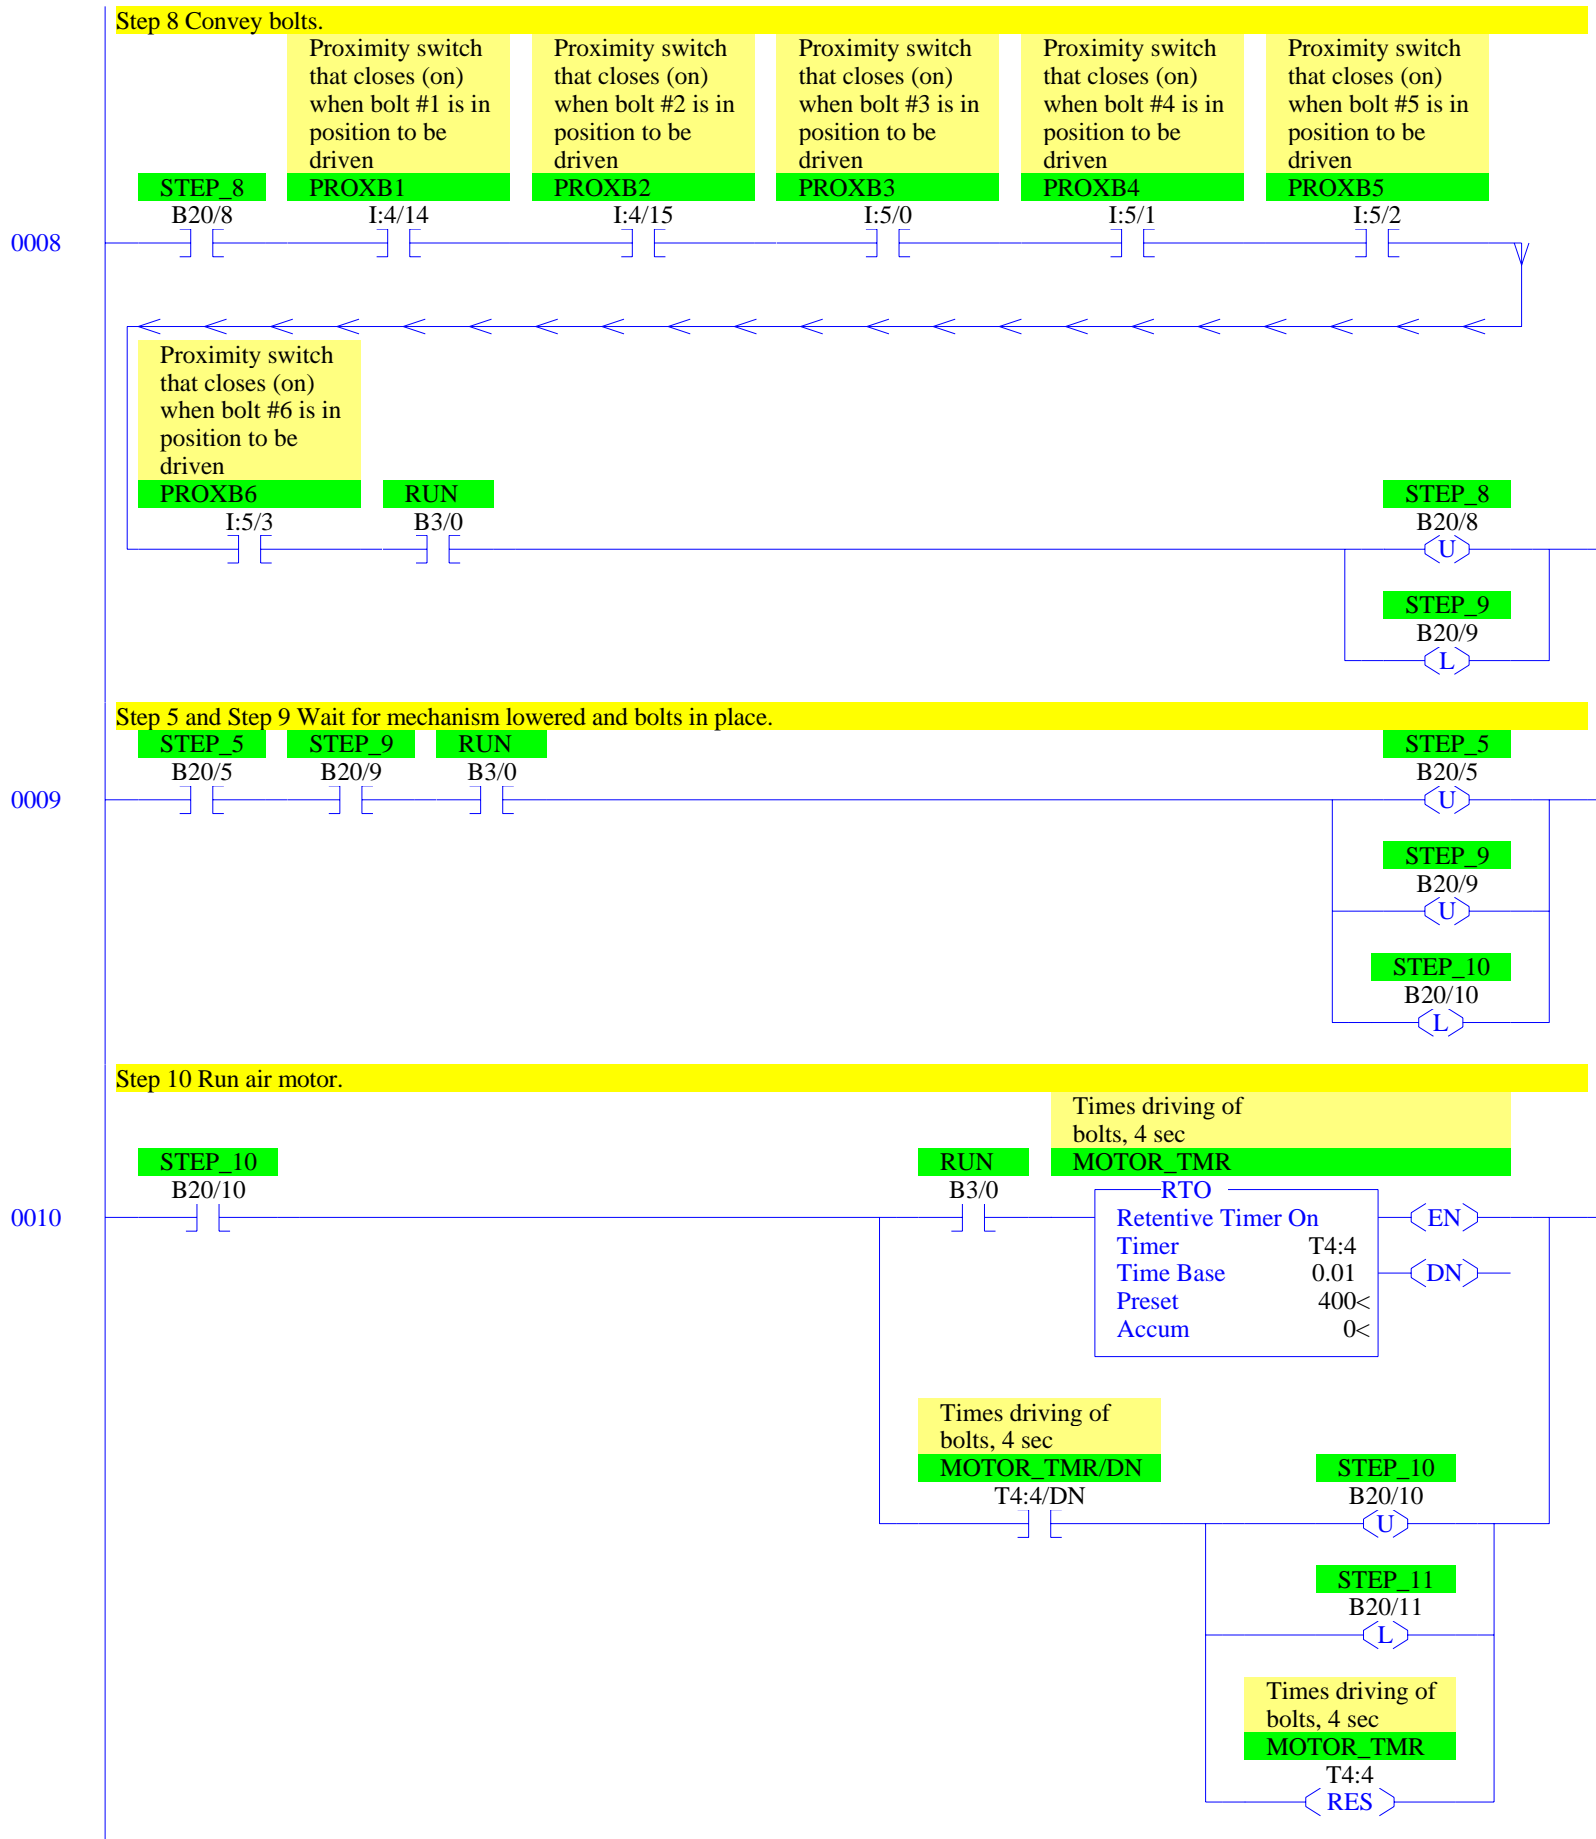 Step 8 Convey bolts.
Proximity switch
that closes (on)
when bolt #1 is in
position to be
driven
Proximity switch
that closes (on)
when bolt #2 is in
position to be
driven
Proximity switch
that closes (on)
when bolt #3 is in
position to be
driven
Proximity switch
that closes (on)
when bolt #4 is in
position to be
driven
Proximity switch
that closes (on)
when bolt #5 is in
position to be
driven
STEP_8
PROXB1
PROXB2
PROXB3
PROXB4
PROXB5
B20/8
I:4/14
I:4/15
I:5/0
I:5/1
I:5/2
0008
Proximity switch
that closes (on)
when bolt #6 is in
position to be
driven
PROXB6
RUN
STEP_8
I:5/3
B3/0
B20/8
U
STEP_9
B20/9
L
Step 5 and Step 9 Wait for mechanism lowered and bolts in place.
STEP_5
STEP_9
RUN
STEP_5
B20/5
B20/9
B3/0
B20/5
0009
U
STEP_9
B20/9
U
STEP_10
B20/10
L
Step 10 Run air motor.
Times driving of
bolts, 4 sec
STEP_10
RUN
MOTOR_TMR
B20/10
B3/0
RTO
0010
Retentive Timer On
EN
Timer T4:4
Time Base 0.01
DN
Preset 400<
Accum 0<
Times driving of
bolts, 4 sec
MOTOR_TMR/DN
STEP_10
T4:4/DN
B20/10
U
STEP_11
B20/11
L
Times driving of
bolts, 4 sec
MOTOR_TMR
T4:4
RES